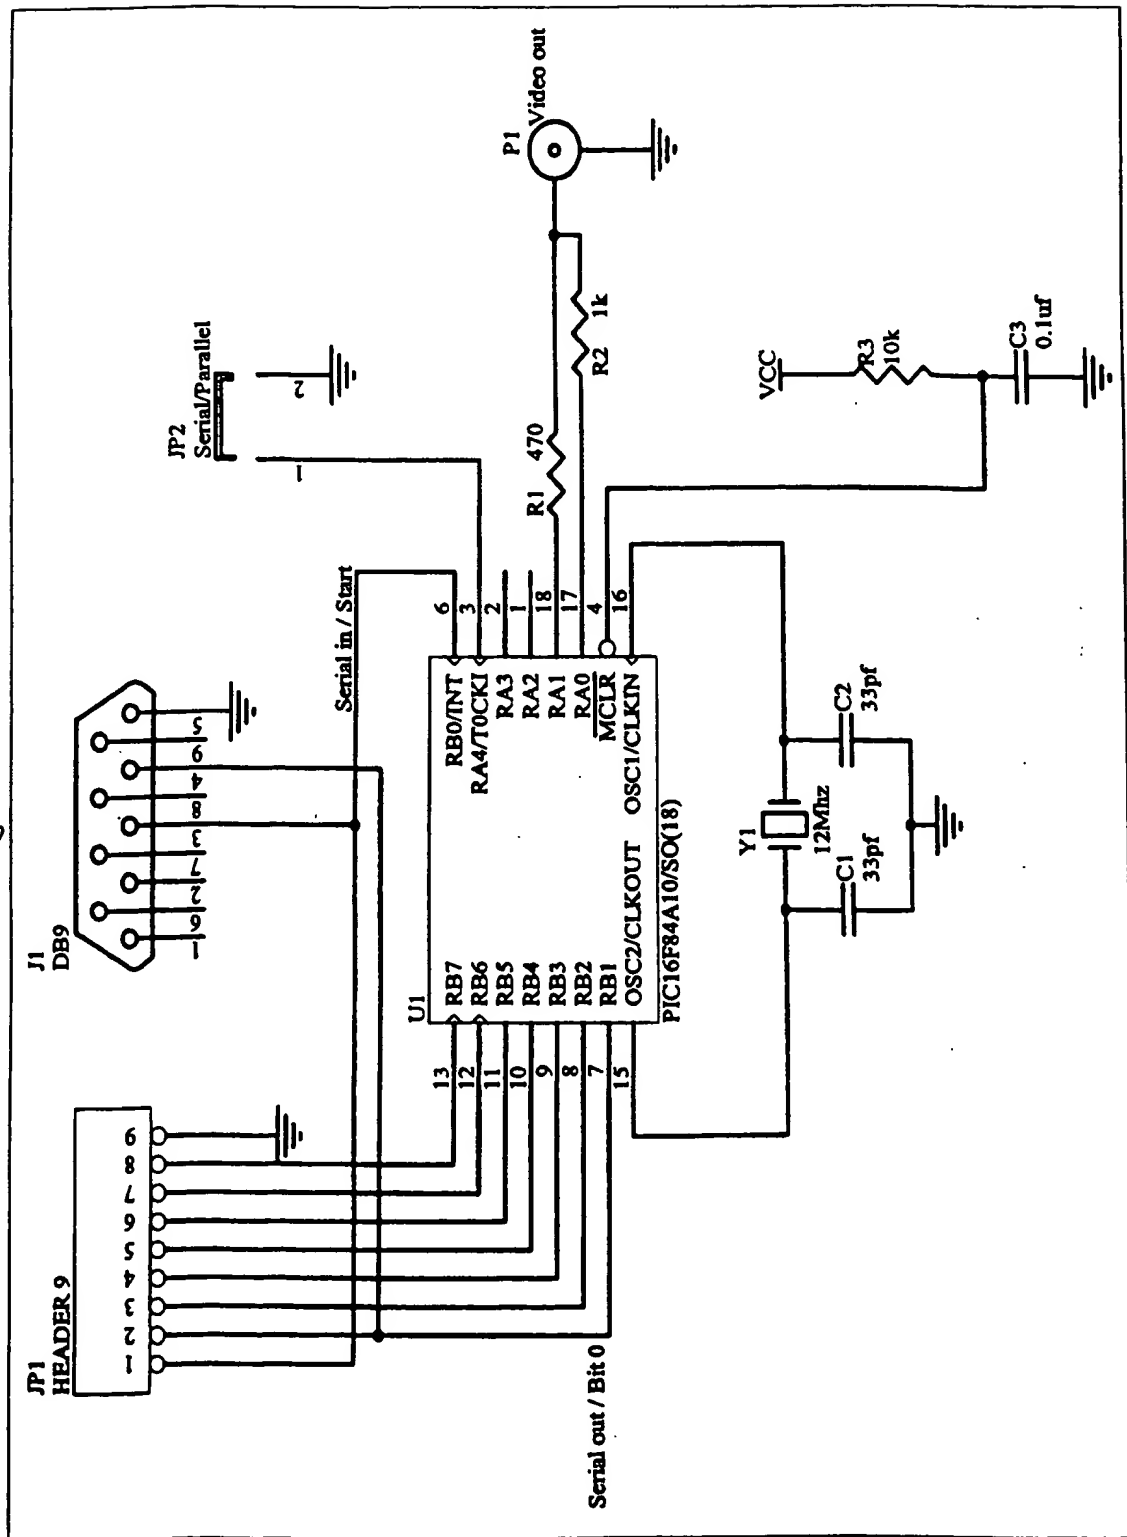 JP1
HEADER 9
1
2
3
4
5
6
7
8
9
J1
DB9
1
6
2
7
3
8
4
9
5
JP2
Serial/Parallel
1
2
Serial in / Start
P1
Video out
R1
470
R2
1k
U1
13
RB7
12
RB6
11
RB5
10
RB4
9
RB3
8
RB2
7
RB1
15
OSC2/CLKOUT
RB0/INT
6
RA4/T0CKI
3
RA3
2
RA2
1
RA1
18
RA0
17
MCLR
4
OSC1/CLKIN
16
PIC16F84A10/SO(18)
Serial out / Bit 0
VCC
R3
10k
C3
0.1uf
Y1
12Mhz
C1
33pf
C2
33pf